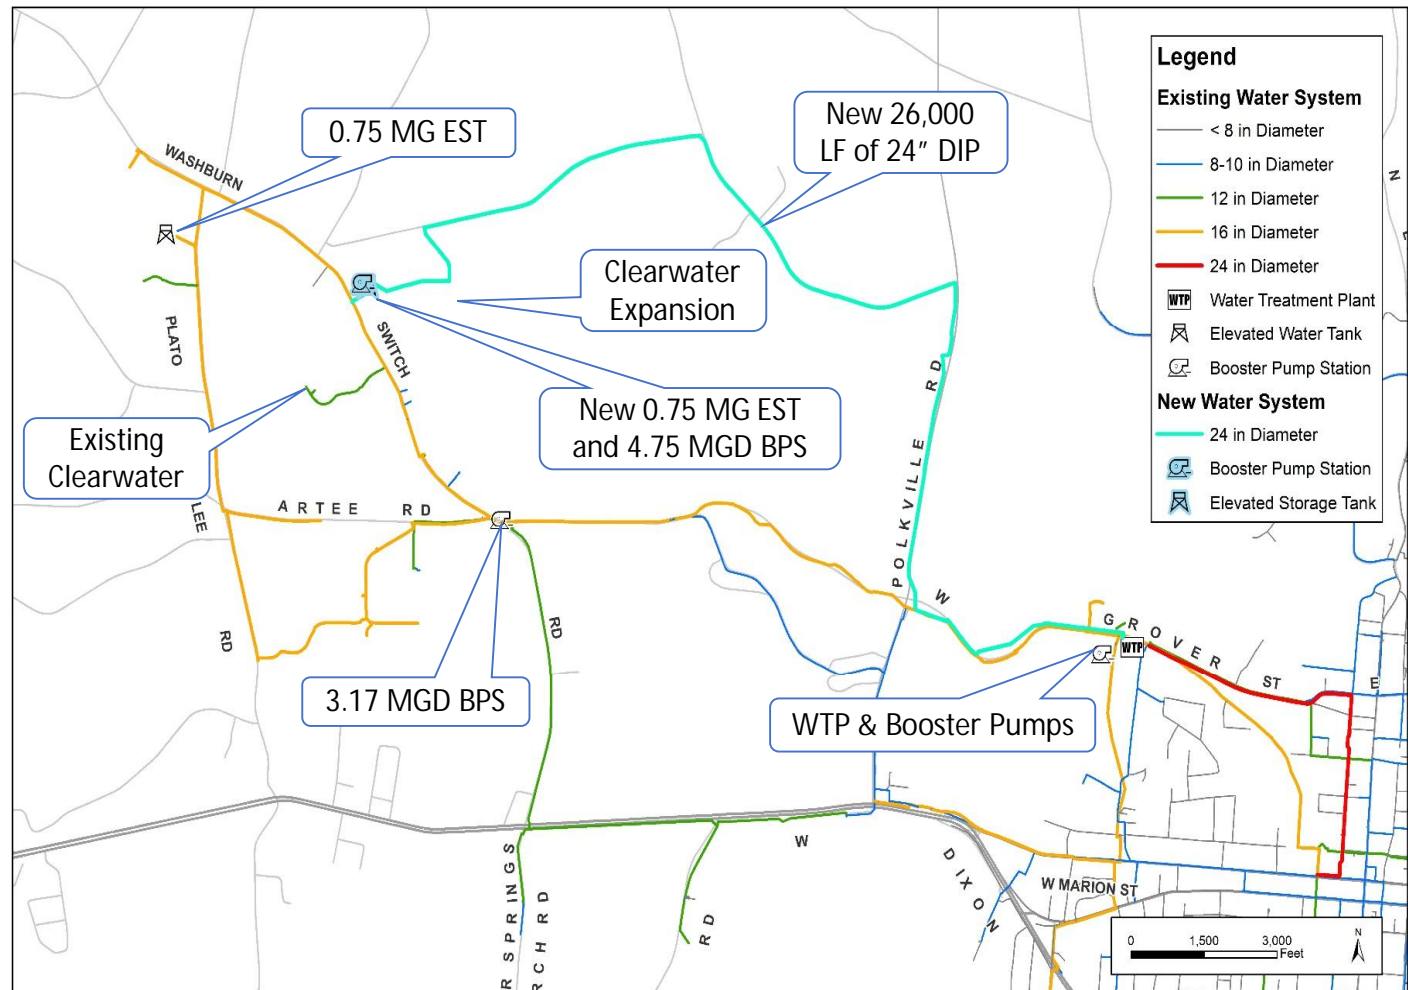 Legend
Existing Water System
< 8 in Diameter
8-10 in Diameter
12 in Diameter
16 in Diameter
24 in Diameter
WTP
Water Treatment Plant
Elevated Water Tank
Booster Pump Station
New Water System
24 in Diameter
Booster Pump Station
Elevated Storage Tank
0.75 MG EST
New 26,000
LF of 24" DIP
WASHBURN
Clearwater
Expansion
SWITCH
PLATO
New 0.75 MG EST
and 4.75 MGD BPS
Existing
Clearwater
LEE
ARTEE RD
POLKVILLE RD
RD
RD
W
GROVER
ST
E
WTP
3.17 MGD BPS
WTP & Booster Pumps
W
DIXON
W MARION ST
R SPRINGS
RCH RD
RD
N
0 1,500 3,000
Feet
N